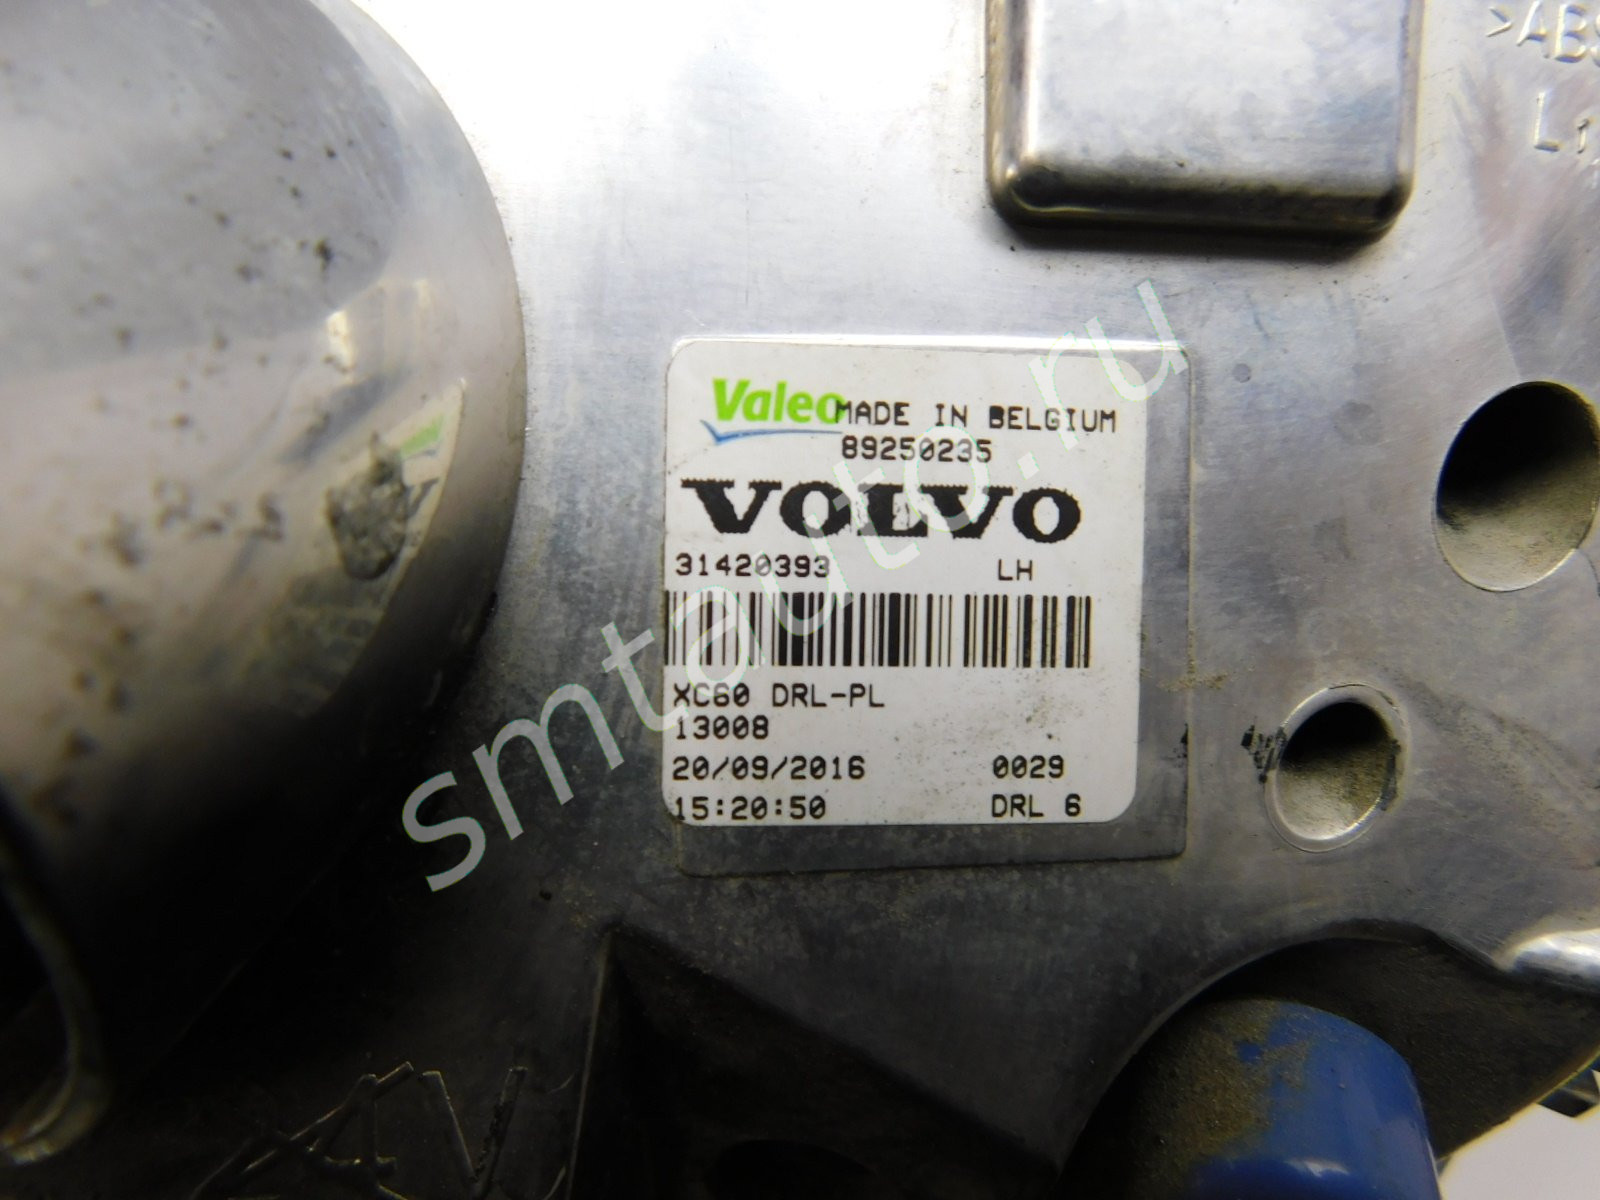 >ABS
Valeo MADE IN BELGIUM
89250235
VOLVO
31420393 LH
XC60 DRL-PL
13008
20/09/2016 0029
15:20:50 DRL 6
smtauto.ru